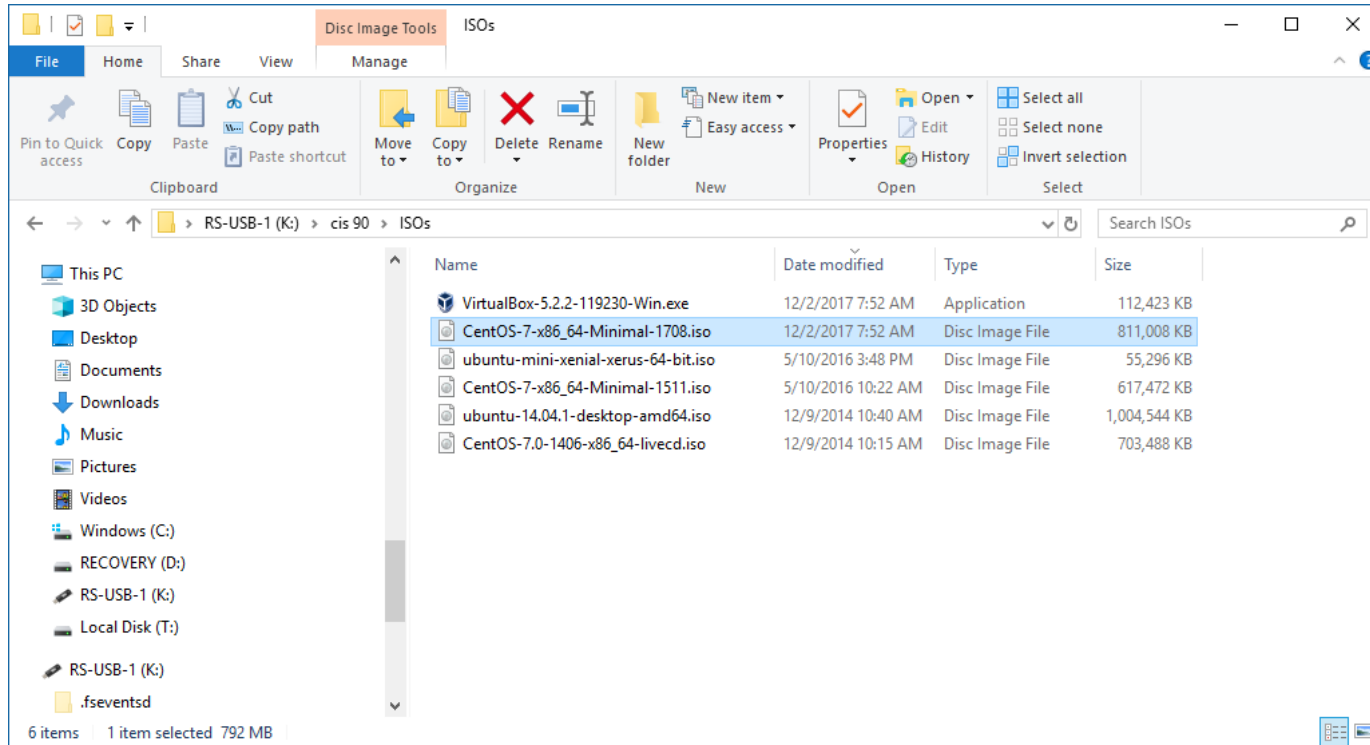 Disc Image Tools ISOs
File Home Share View Manage
Pin to Quick access
Copy
Paste
Cut
Copy path
Paste shortcut
Clipboard
Move to
Copy to
Delete
Rename
Organize
New folder
New item
Easy access
New
Properties
Open
Edit
History
Open
Select all
Select none
Invert selection
Select
RS-USB-1 (K:) cis 90 ISOs
Search ISOs
This PC
3D Objects
Desktop
Documents
Downloads
Music
Pictures
Videos
Windows (C:)
RECOVERY (D:)
RS-USB-1 (K:)
Local Disk (T:)
RS-USB-1 (K:)
.fseventsd
Name Date modified Type Size
VirtualBox-5.2.2-119230-Win.exe 12/2/2017 7:52 AM Application 112,423 KB
CentOS-7-x86_64-Minimal-1708.iso 12/2/2017 7:52 AM Disc Image File 811,008 KB
ubuntu-mini-xenial-xerus-64-bit.iso 5/10/2016 3:48 PM Disc Image File 55,296 KB
CentOS-7-x86_64-Minimal-1511.iso 5/10/2016 10:22 AM Disc Image File 617,472 KB
ubuntu-14.04.1-desktop-amd64.iso 12/9/2014 10:40 AM Disc Image File 1,004,544 KB
CentOS-7.0-1406-x86_64-livecd.iso 12/9/2014 10:15 AM Disc Image File 703,488 KB
6 items 1 item selected 792 MB